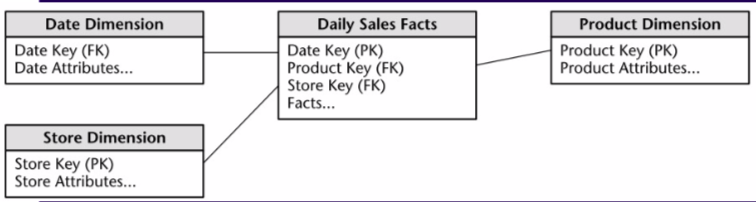 Date Dimension
Date Key (FK)
Date Attributes...
Daily Sales Facts
Date Key (PK)
Product Key (FK)
Store Key (FK)
Facts...
Product Dimension
Product Key (PK)
Product Attributes...
Store Dimension
Store Key (PK)
Store Attributes...